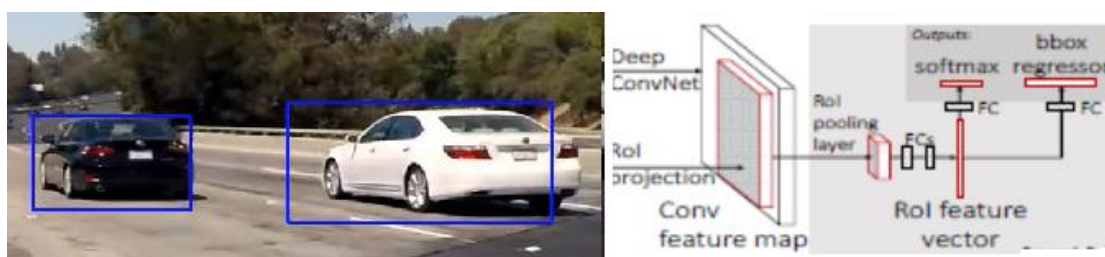 Deep
ConvNet
RoI
projection
Conv
feature map
RoI
pooling
layer
FCs
RoI feature
vector
Outputs:
softmax
bbox
regressor
FC
FC